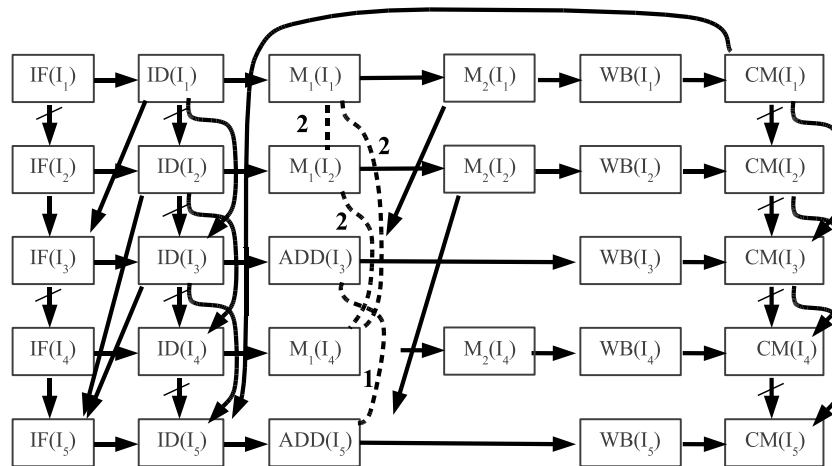 IF(I₁) ID(I₁) M₁(I₁) M₂(I₁) WB(I₁) CM(I₁)
2
2
IF(I₂) ID(I₂) M₁(I₂) M₂(I₂) WB(I₂) CM(I₂)
2
IF(I₃) ID(I₃) ADD(I₃) WB(I₃) CM(I₃)
IF(I₄) ID(I₄) M₁(I₄) M₂(I₄) WB(I₄) CM(I₄)
1
IF(I₅) ID(I₅) ADD(I₅) WB(I₅) CM(I₅)